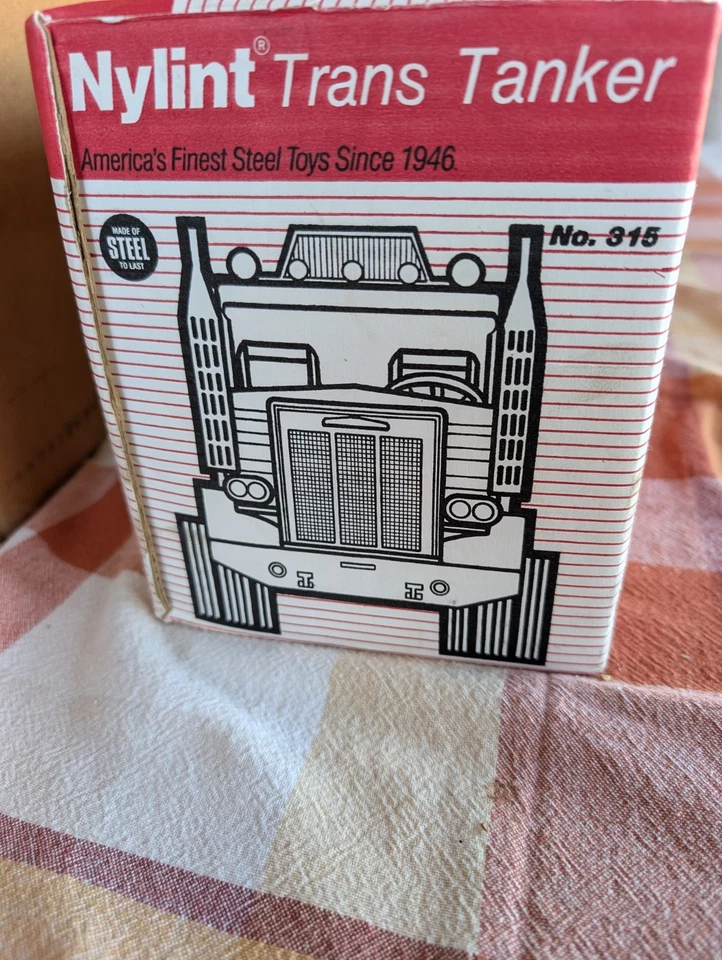 Nylint® Trans Tanker
America's Finest Steel Toys Since 1946.
MADE OF
STEEL
TO LAST
No. 315